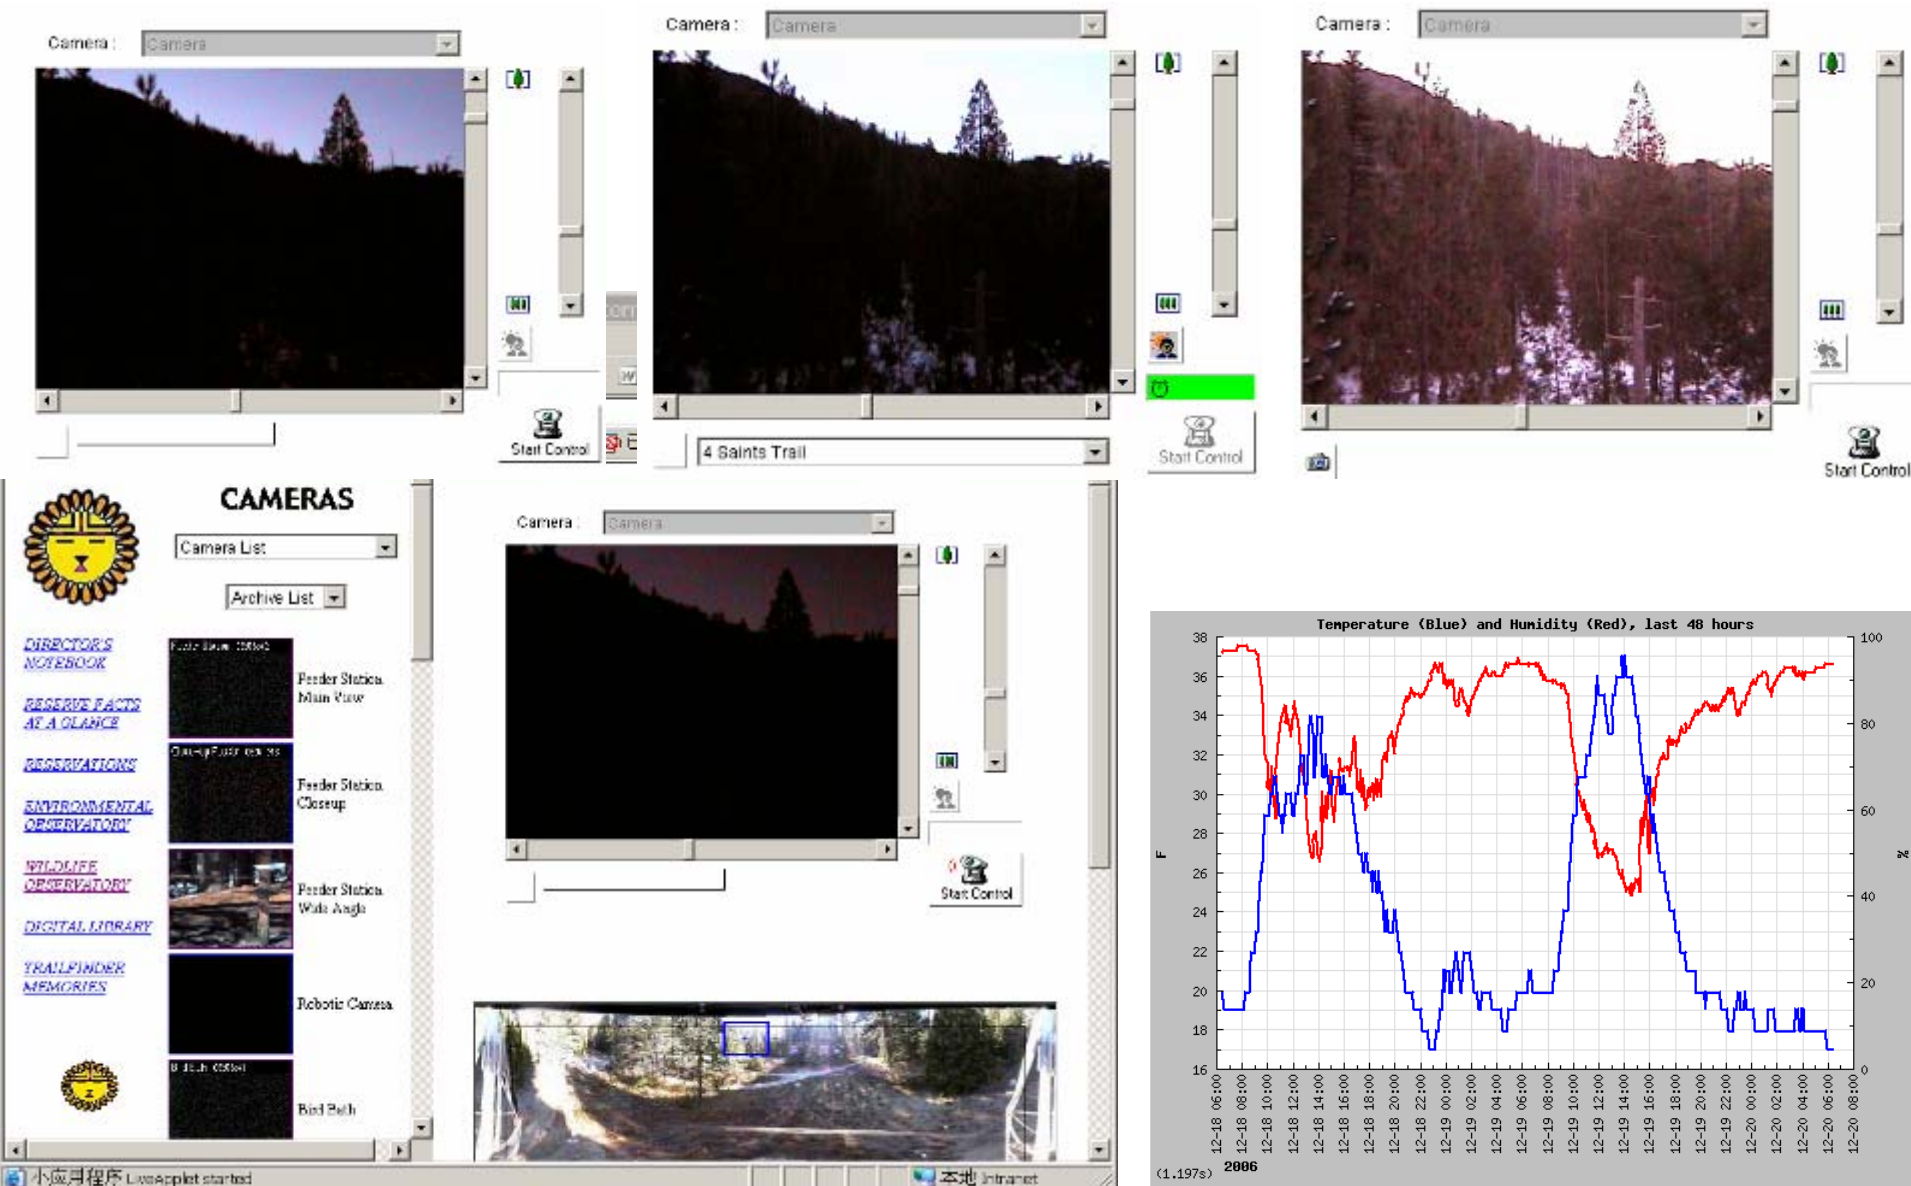 Camera :
Camera
Start Control
Camera :
Camera
4 Saints Trail
Start Control
Camera :
Camera
Start Control
CAMERAS
Camera List
Archive List
DIRECTOR'S
NOTEBOOK
RESERVE FACTS
AT A GLANCE
RESERVATIONS
ENVIRONMENTAL
OBSERVATORY
WILDLIFE
OBSERVATORY
DIGITAL LIBRARY
TRAILFINDER
MEMORIES
Feeder Station
Main View
Feeder Station
Closeup
Feeder Station
Wide Angle
Robotic Camera
Bird Bath
Camera :
Camera
Start Control
小应用程序 LiveApplet started
本地 Intranet
Temperature (Blue) and Humidity (Red), last 48 hours
38
36
34
32
30
28
26
24
22
20
18
16
F
100
80
60
40
20
0
%
12-18 06:00
12-18 08:00
12-18 10:00
12-18 12:00
12-18 14:00
12-18 16:00
12-18 18:00
12-18 20:00
12-18 22:00
12-19 00:00
12-19 02:00
12-19 04:00
12-19 06:00
12-19 08:00
12-19 10:00
12-19 12:00
12-19 14:00
12-19 16:00
12-19 18:00
12-19 20:00
12-19 22:00
12-20 00:00
12-20 02:00
12-20 04:00
12-20 06:00
12-20 08:00
2006
(1.197s)